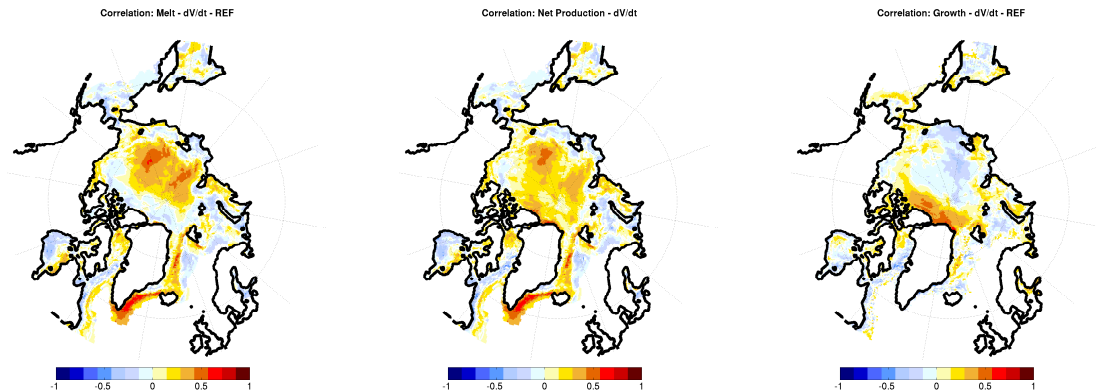 Correlation: Melt - dV/dt - REF
Correlation: Net Production - dV/dt
Correlation: Growth - dV/dt - REF
-1 -0.5 0 0.5 1
-1 -0.5 0 0.5 1
-1 -0.5 0 0.5 1